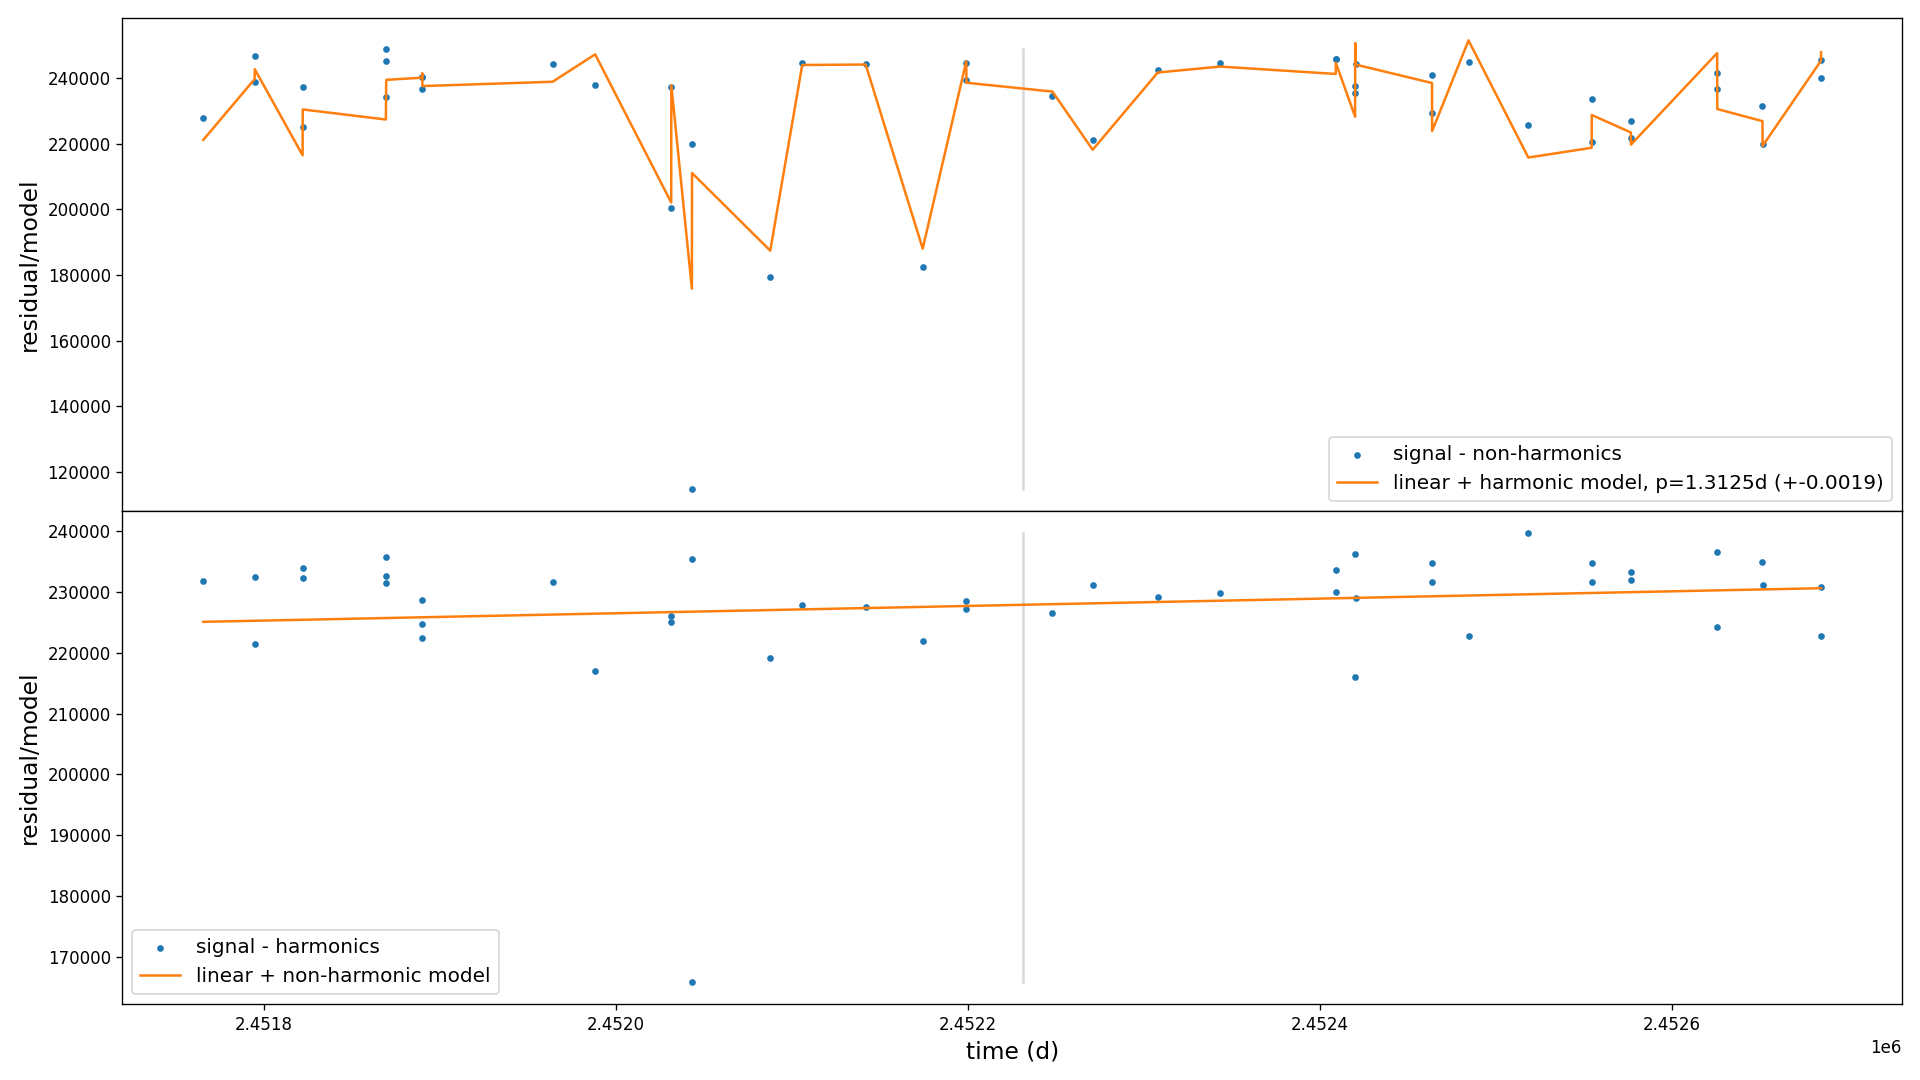 240000
220000
200000
180000
160000
140000
120000
residual/model
signal - non-harmonics
linear + harmonic model, p=1.3125d (+-0.0019)
240000
230000
220000
210000
200000
190000
180000
170000
residual/model
signal - harmonics
linear + non-harmonic model
2.4518 2.4520 2.4522 2.4524 2.4526
1e6
time (d)